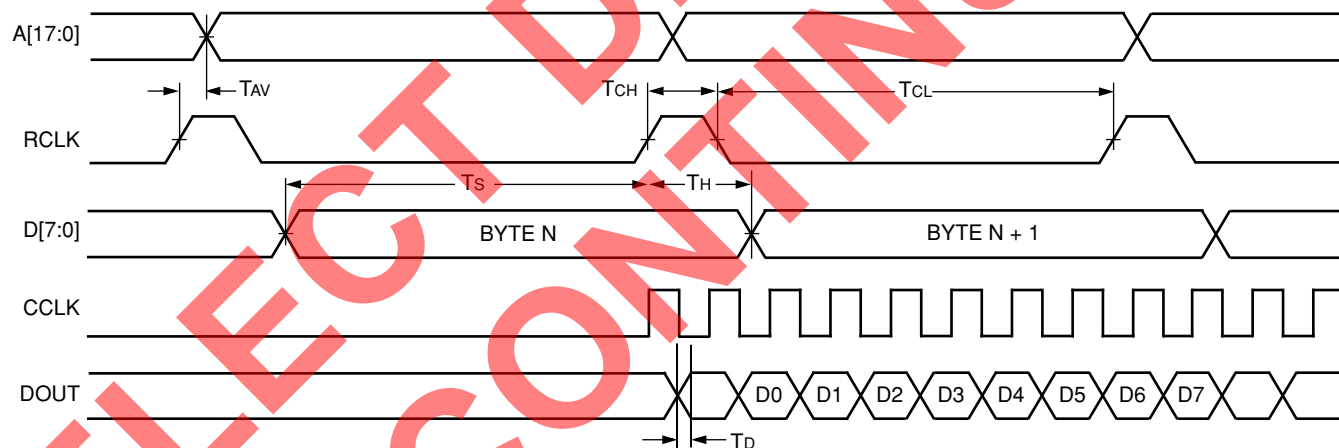 A[17:0]
TAV
TCH
TCL
RCLK
TS
TH
D[7:0]
BYTE N
BYTE N + 1
CCLK
DOUT
D0 D1 D2 D3 D4 D5 D6 D7
TD